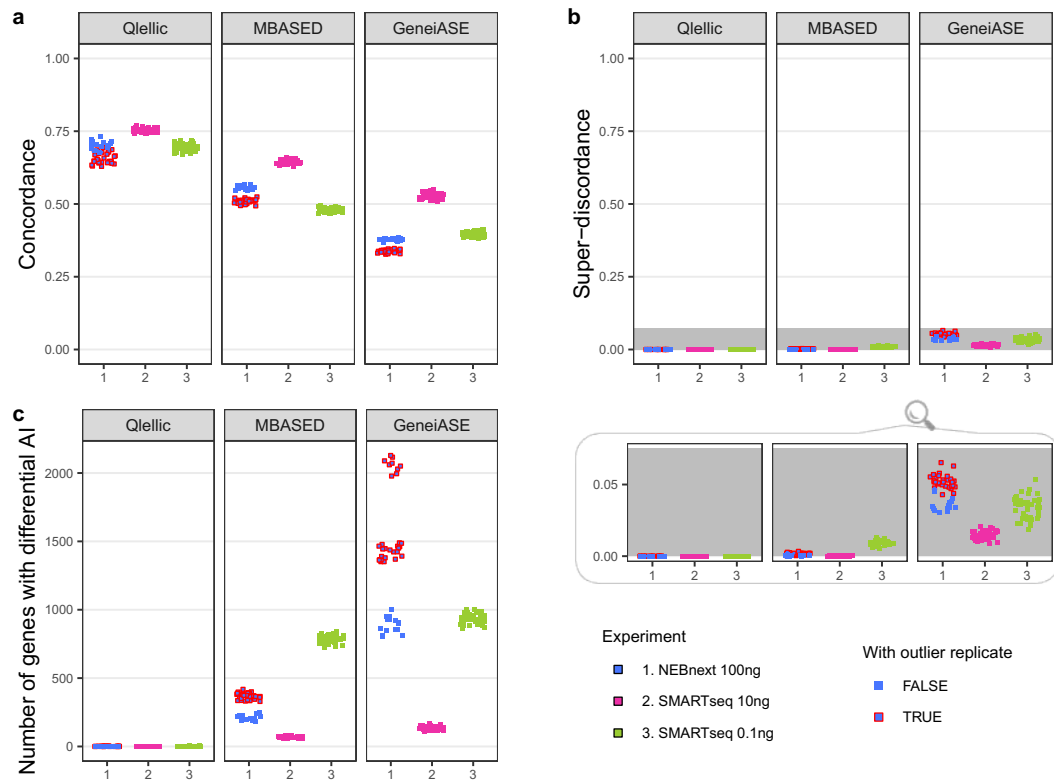 a
Qlellic MBASED GeneiASE
Concordance
1.00
0.75
0.50
0.25
0.00
1 2 3 1 2 3 1 2 3
b
Qlellic MBASED GeneiASE
Super−discordance
1.00
0.75
0.50
0.25
0.00
1 2 3 1 2 3 1 2 3
0.05
0.00
1 2 3 1 2 3 1 2 3
c
Qlellic MBASED GeneiASE
Number of genes with differential AI
2000
1500
1000
500
0
1 2 3 1 2 3 1 2 3
Experiment
1. NEBnext 100ng
2. SMARTseq 10ng
3. SMARTseq 0.1ng
With outlier replicate
FALSE
TRUE